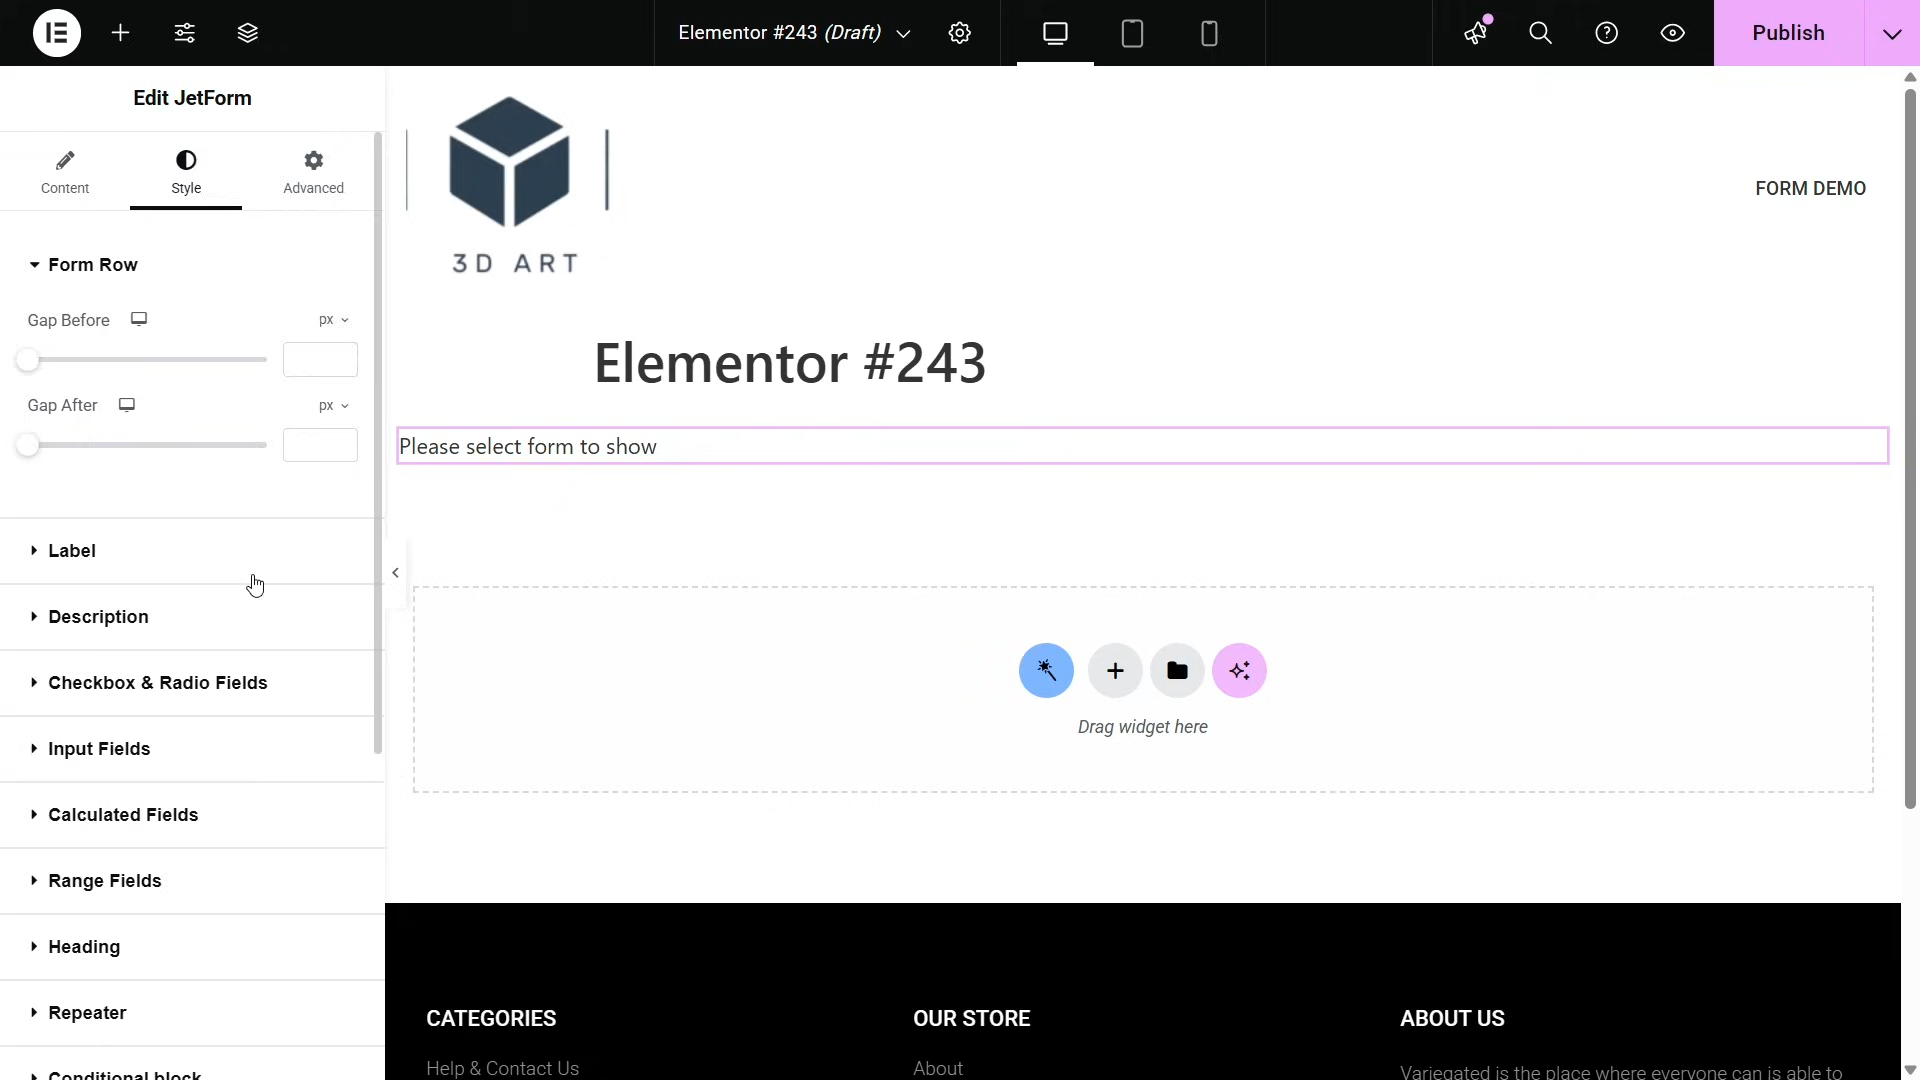 Elementor #243 (Draft)
Publish
Edit JetForm
Content
Style
Advanced
Form Row
Gap Before
px
Gap After
px
Label
Description
Checkbox & Radio Fields
Input Fields
Calculated Fields
Range Fields
Heading
Repeater
Conditional block
3D ART
FORM DEMO
Elementor #243
Please select form to show
Drag widget here
CATEGORIES
OUR STORE
ABOUT US
Help & Contact Us
About
Variegated is the place where everyone can is able to